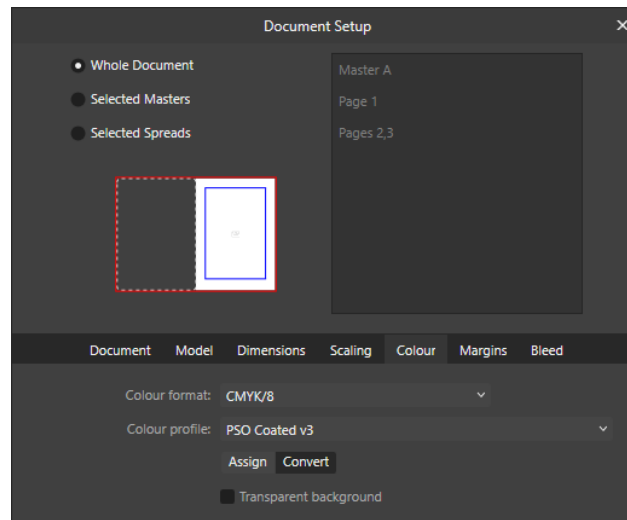 Document Setup
Whole Document
Selected Masters
Selected Spreads
Master A
Page 1
Pages 2,3
Document Model Dimensions Scaling Colour Margins Bleed
Colour format: CMYK/8
Colour profile: PSO Coated v3
Assign Convert
Transparent background